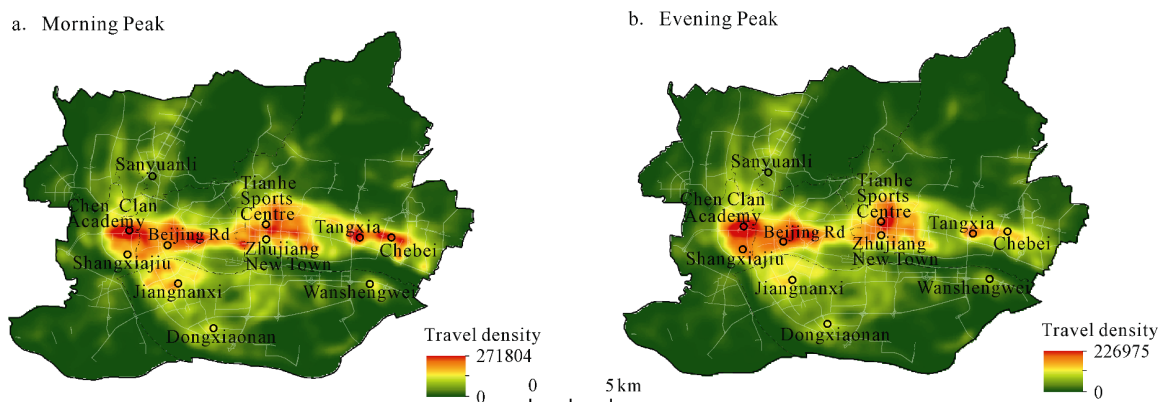 a. Morning Peak
Sanyuanli
Tianhe
Sports
Centre
Chen Clan
Academy
Beijing Rd
Tangxia
Shangxiajiu
Zhujiang
New Town
Chebei
Jiangnanxi
Wanshengwei
Dongxiaonan
Travel density
271804
0
0 5 km
b. Evening Peak
Sanyuanli
Tianhe
Sports
Centre
Chen Clan
Academy
Beijing Rd
Tangxia
Shangxiajiu
Zhujiang
New Town
Chebei
Jiangnanxi
Wanshengwei
Dongxiaonan
Travel density
226975
0